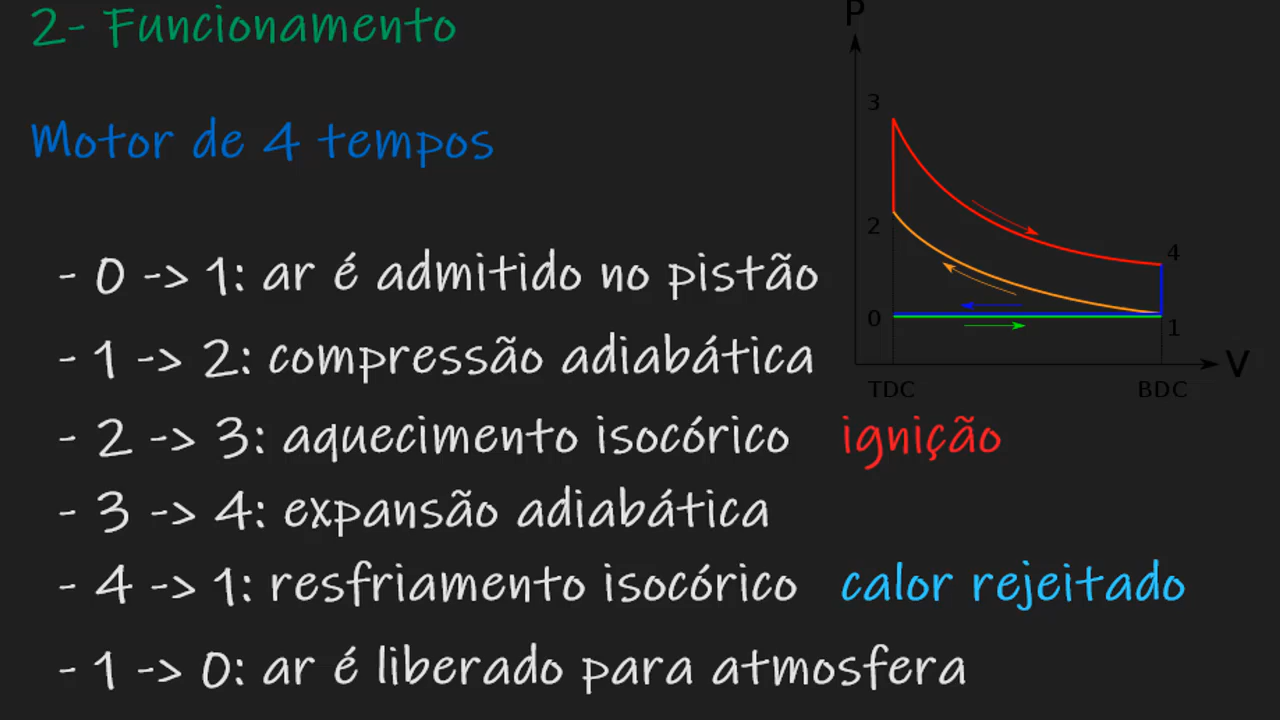 2- Funcionamento
Motor de 4 tempos
- 0 -> 1: ar é admitido no pistão
- 1 -> 2: compressão adiabática
- 2 -> 3: aquecimento isocórico ignição
- 3 -> 4: expansão adiabática
- 4 -> 1: resfriamento isocórico calor rejeitado
- 1 -> 0: ar é liberado para atmosfera
P
3
2
4
0
1
V
TDC BDC